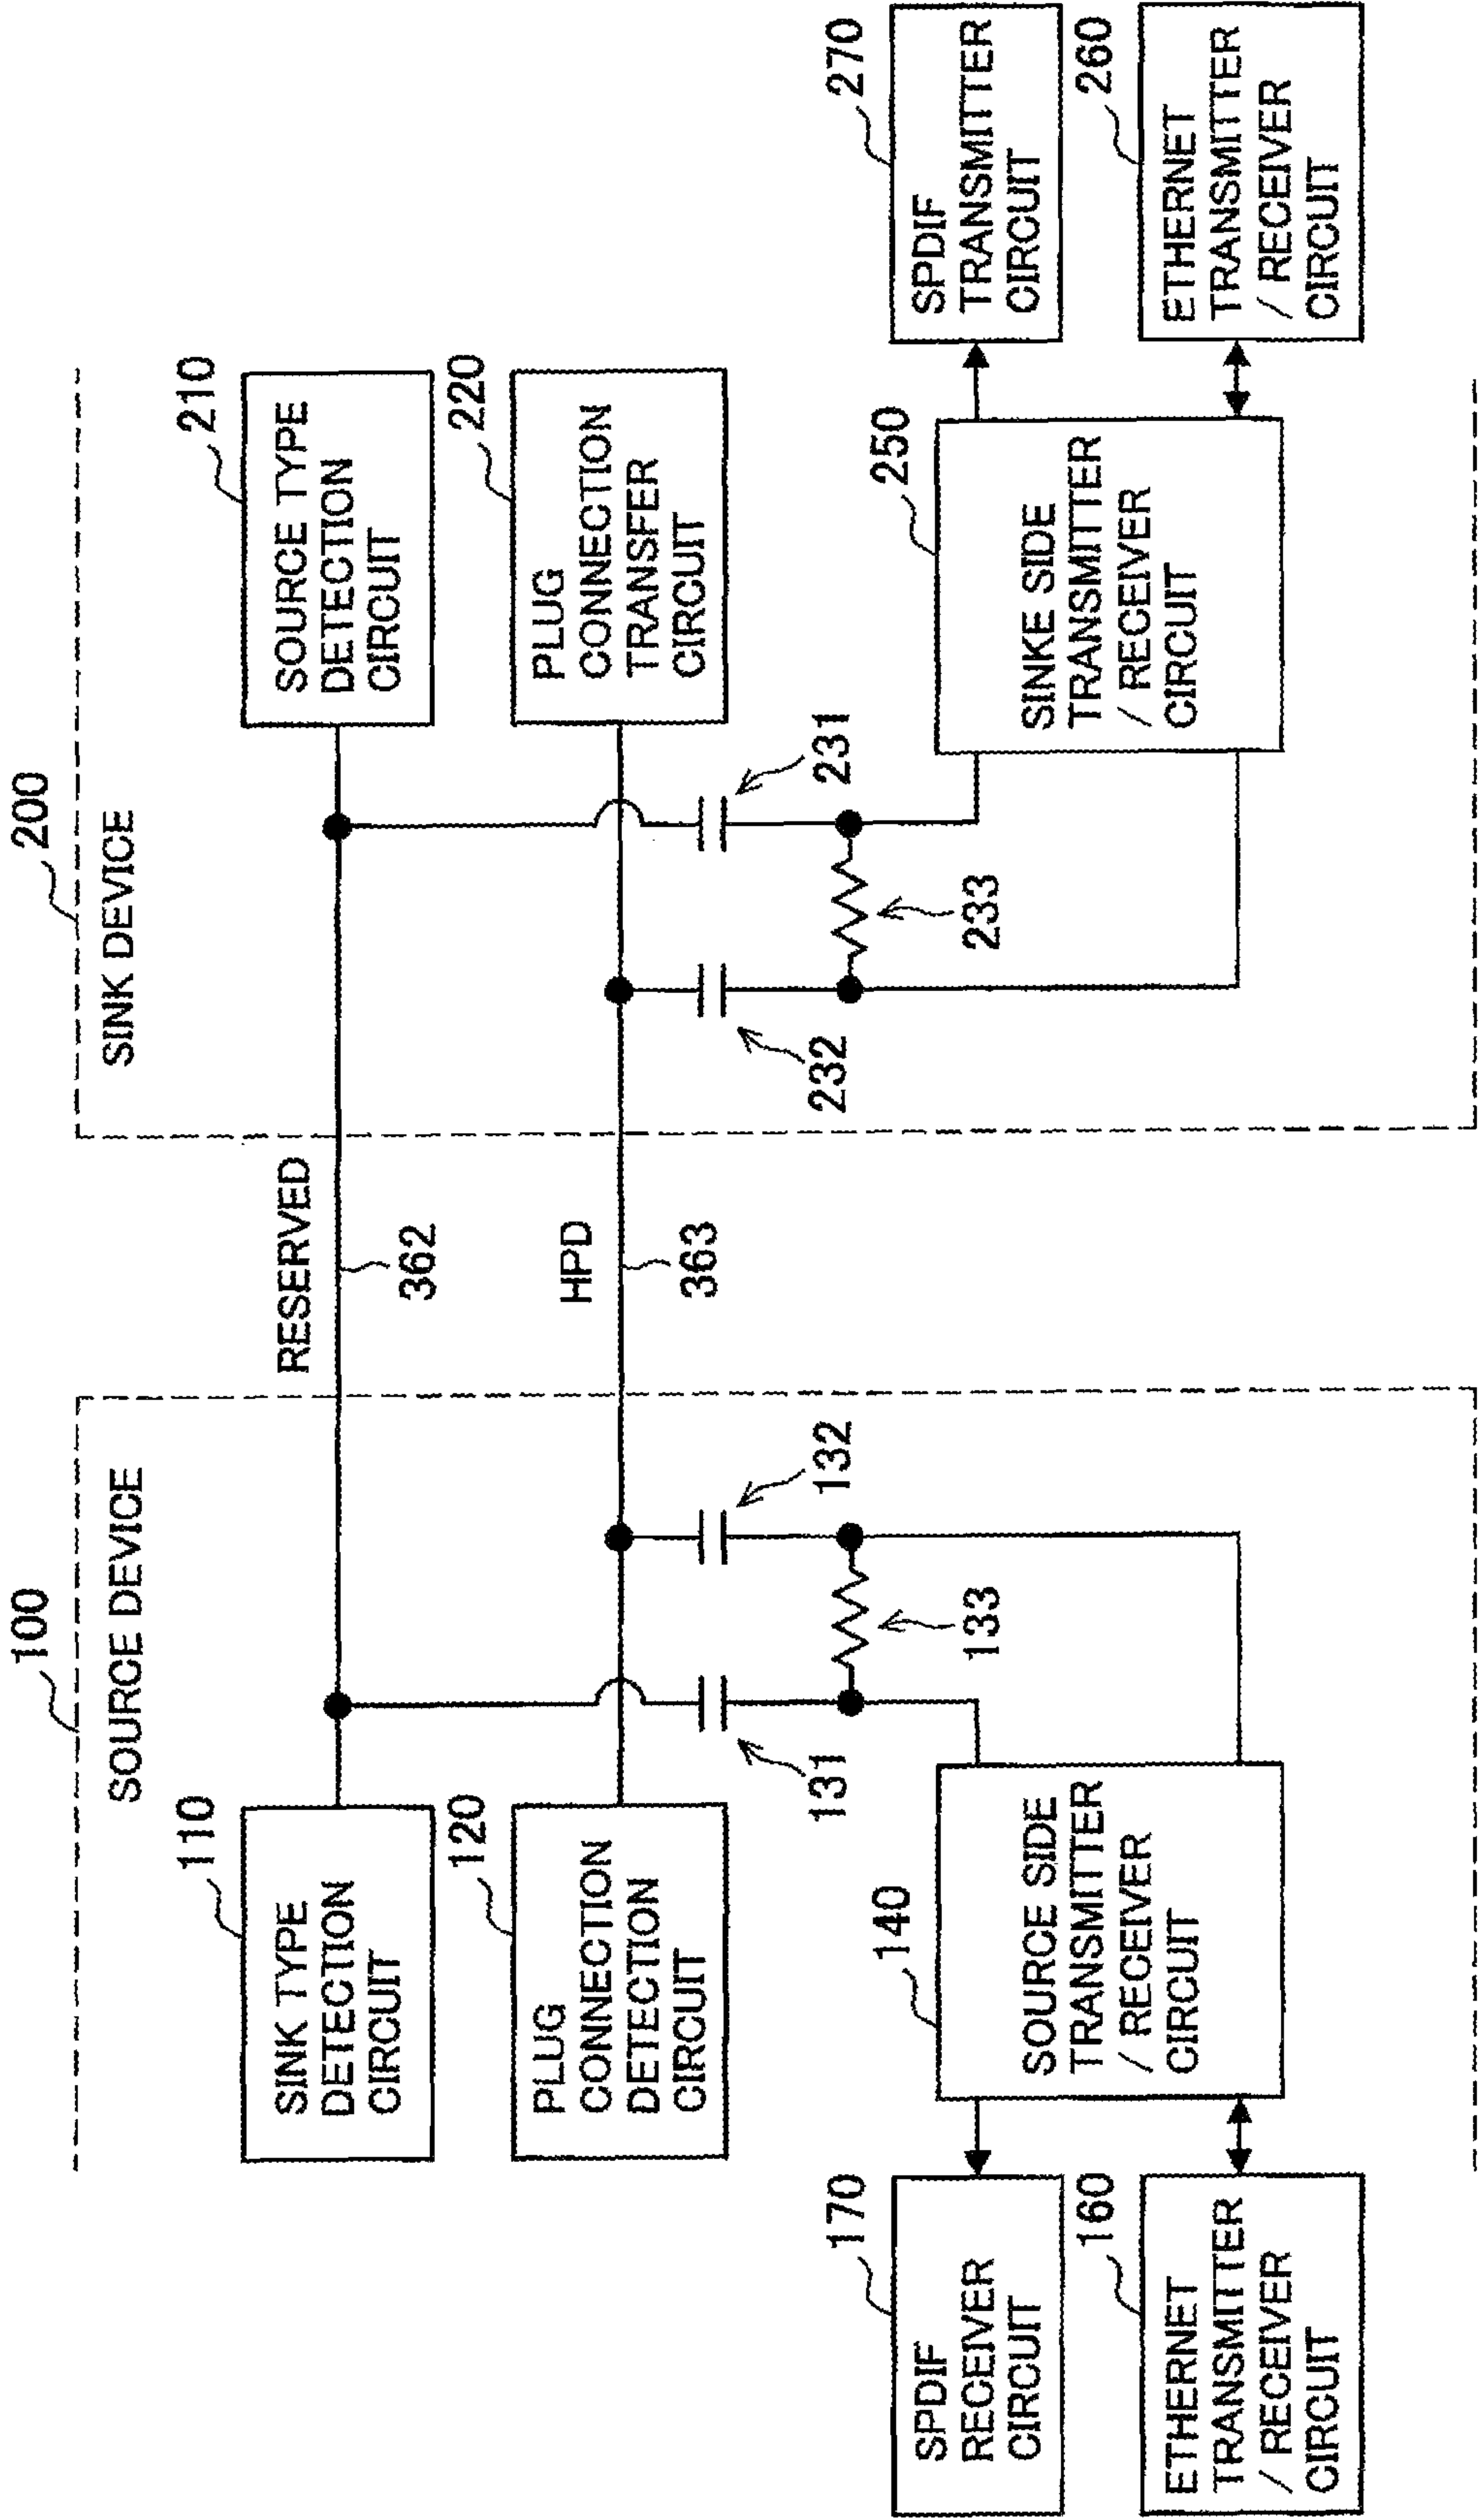 100
SOURCE DEVICE
110
SINK TYPE
DETECTION
CIRCUIT
120
PLUG
CONNECTION
DETECTION
CIRCUIT
131
132
133
140
SOURCE SIDE
TRANSMITTER
/ RECEIVER
CIRCUIT
170
SPDIF
RECEIVER
CIRCUIT
160
ETHERNET
TRANSMITTER
/ RECEIVER
CIRCUIT
RESERVED
362
HPD
363
200
SINK DEVICE
210
SOURCE TYPE
DETECTION
CIRCUIT
220
PLUG
CONNECTION
TRANSFER
CIRCUIT
232
231
233
250
SINKE SIDE
TRANSMITTER
/ RECEIVER
CIRCUIT
270
SPDIF
TRANSMITTER
CIRCUIT
260
ETHERNET
TRANSMITTER
/ RECEIVER
CIRCUIT